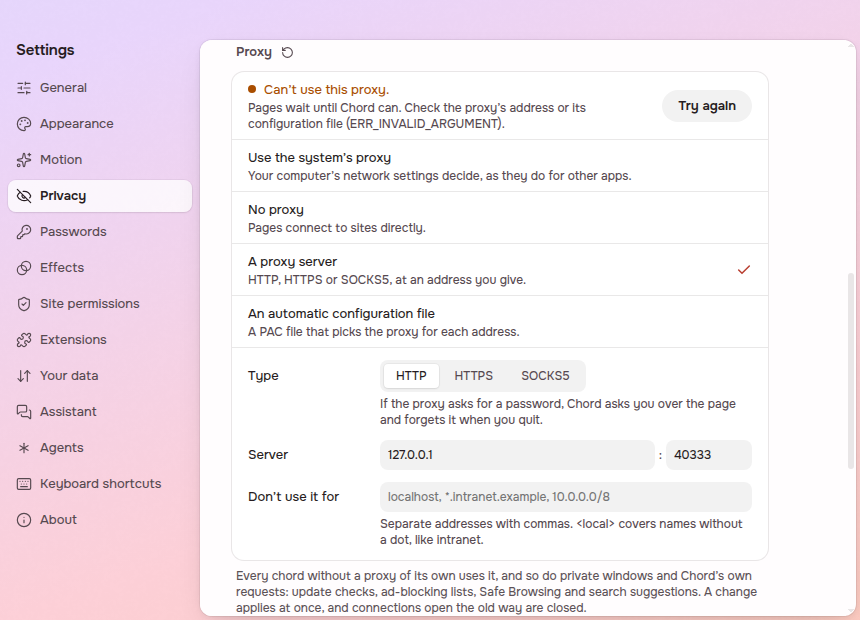 Settings
General
Appearance
Motion
Privacy
Passwords
Effects
Site permissions
Extensions
Your data
Assistant
Agents
Keyboard shortcuts
About
Proxy
Can't use this proxy.
Pages wait until Chord can. Check the proxy's address or its
configuration file (ERR_INVALID_ARGUMENT).
Try again
Use the system's proxy
Your computer's network settings decide, as they do for other apps.
No proxy
Pages connect to sites directly.
A proxy server
HTTP, HTTPS or SOCKS5, at an address you give.
An automatic configuration file
A PAC file that picks the proxy for each address.
Type
HTTP HTTPS SOCKS5
If the proxy asks for a password, Chord asks you over the page
and forgets it when you quit.
Server
127.0.0.1 : 40333
Don't use it for
localhost, *.intranet.example, 10.0.0.0/8
Separate addresses with commas. <local> covers names without
a dot, like intranet.
Every chord without a proxy of its own uses it, and so do private windows and Chord's own
requests: update checks, ad-blocking lists, Safe Browsing and search suggestions. A change
applies at once, and connections open the old way are closed.